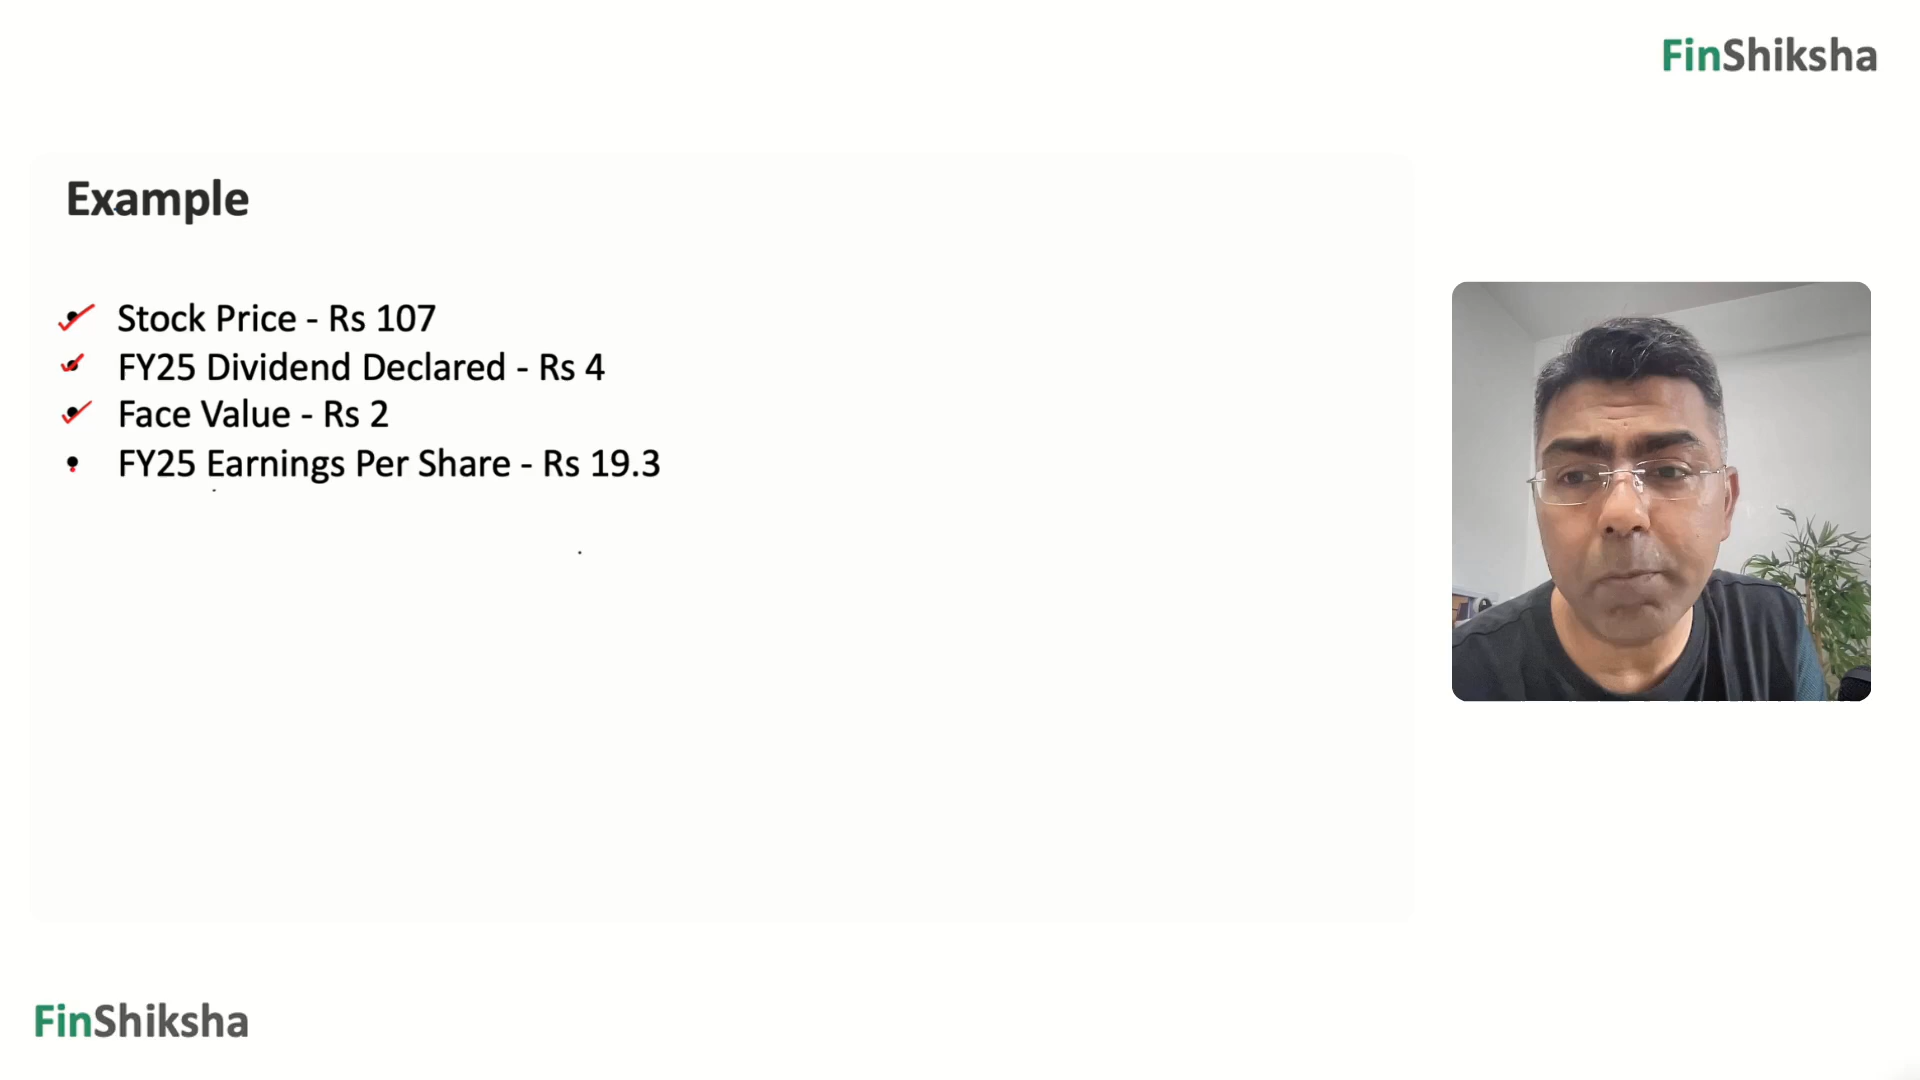 FinShiksha
Example
Stock Price - Rs 107
FY25 Dividend Declared - Rs 4
Face Value - Rs 2
FY25 Earnings Per Share - Rs 19.3
FinShiksha